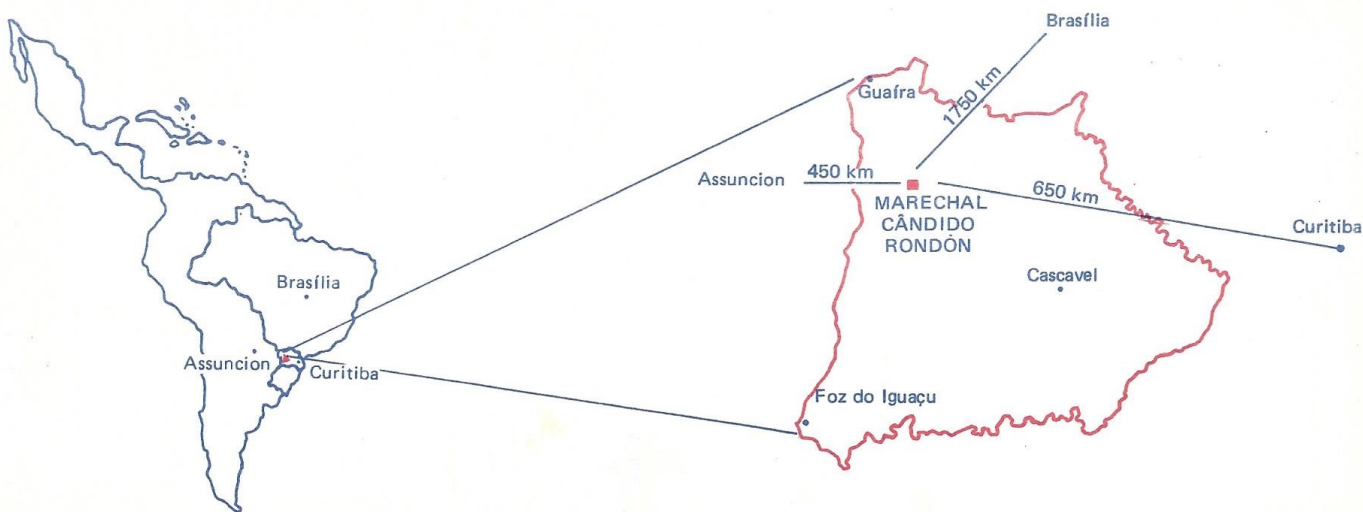 Brasília
Assuncion
Curitiba
Brasília
Guaíra
1750 km
Assuncion
450 km
MARECHAL
CÂNDIDO
RONDÓN
650 km
Curitiba
Cascavel
Foz do Iguaçu